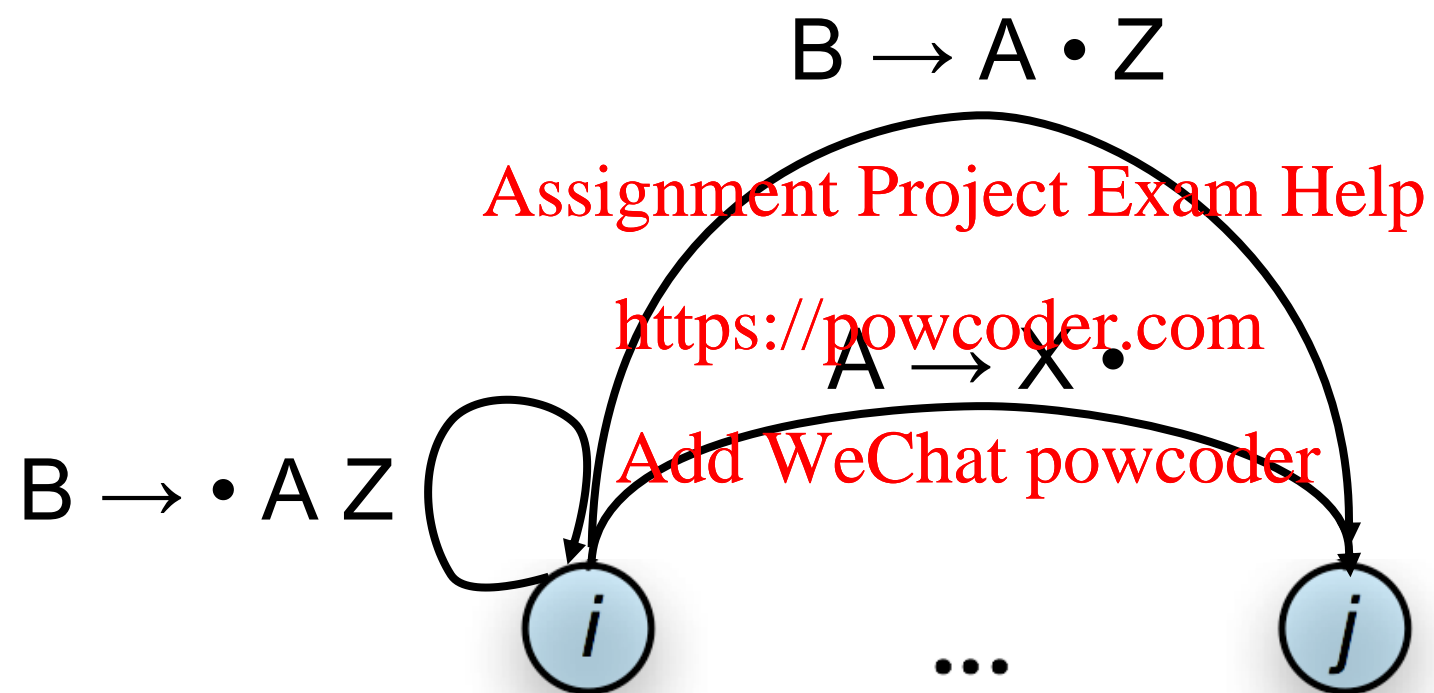 B → A • Z
Assignment Project Exam Help
https://powcoder.com
A → X •
Add WeChat powcoder
B → • A Z
i
...
j